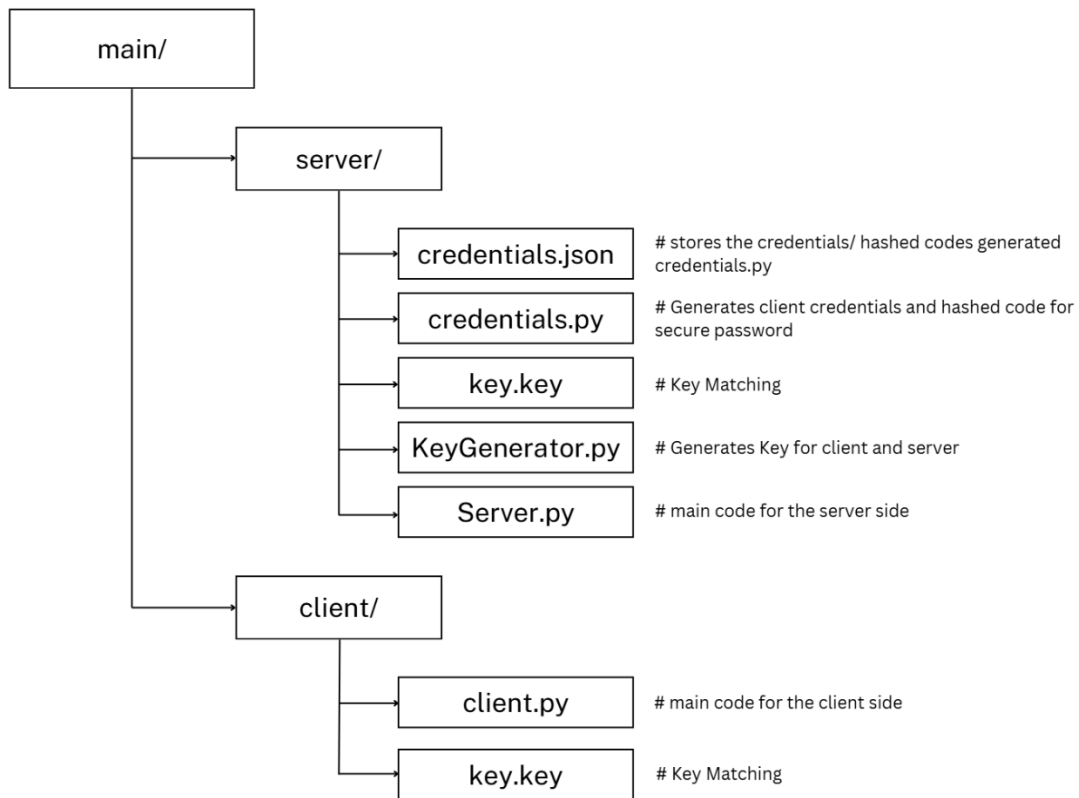 main/
server/
credentials.json
# stores the credentials/ hashed codes generated
credentials.py
credentials.py
# Generates client credentials and hashed code for
secure password
key.key
# Key Matching
KeyGenerator.py
# Generates Key for client and server
Server.py
# main code for the server side
client/
client.py
# main code for the client side
key.key
# Key Matching